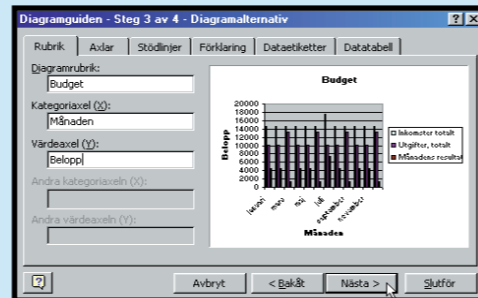 Diagramguiden - Steg 3 av 4 - Diagramalternativ
Rubrik Axlar Stödlinjer Förklaring Dataetiketter Datatabell
Diagramrubrik:
Budget
Kategoriaxel (X):
Månaden
Värdeaxel (Y):
Belopp
Andra kategoriaxeln (X):
Andra värdeaxeln (Y):
Budget
Belopp
20000
18000
16000
14000
12000
10000
8000
6000
4000
2000
0
januari
mars
maj
juli
september
november
Månaden
Inkomster totalt
Utgifter, totalt
Månadens resultat
Avbryt < Bakåt Nästa > Slutför